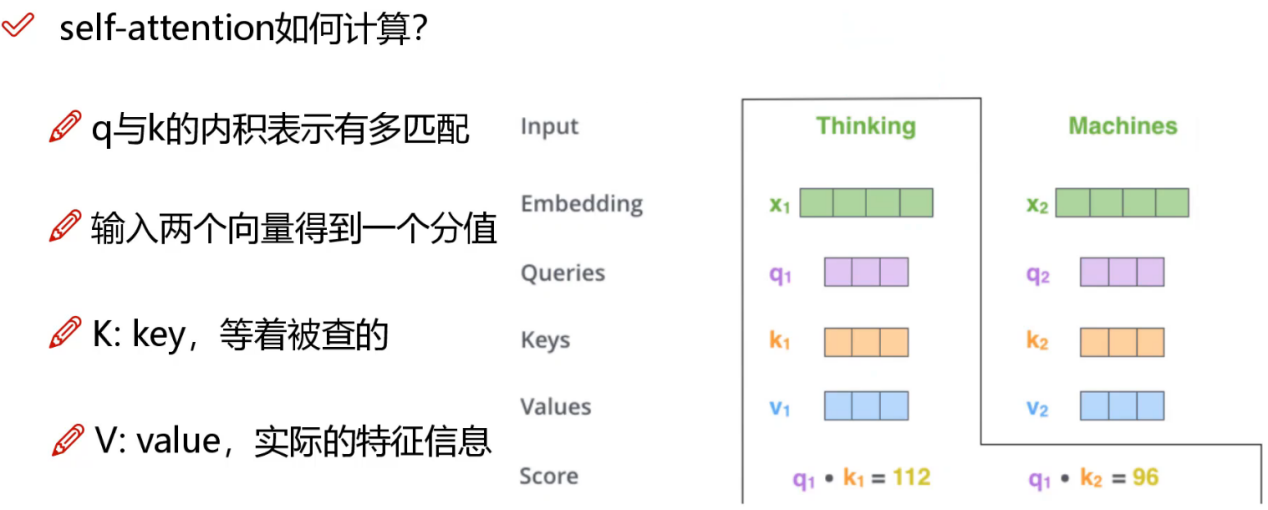 self-attention如何计算?
q与k的内积表示有多匹配
输入两个向量得到一个分值
K: key，等着被查的
V: value，实际的特征信息
Input Thinking Machines
Embedding x₁ x₂
Queries q₁ q₂
Keys k₁ k₂
Values v₁ v₂
Score q₁ • k₁ = 112 q₁ • k₂ = 96